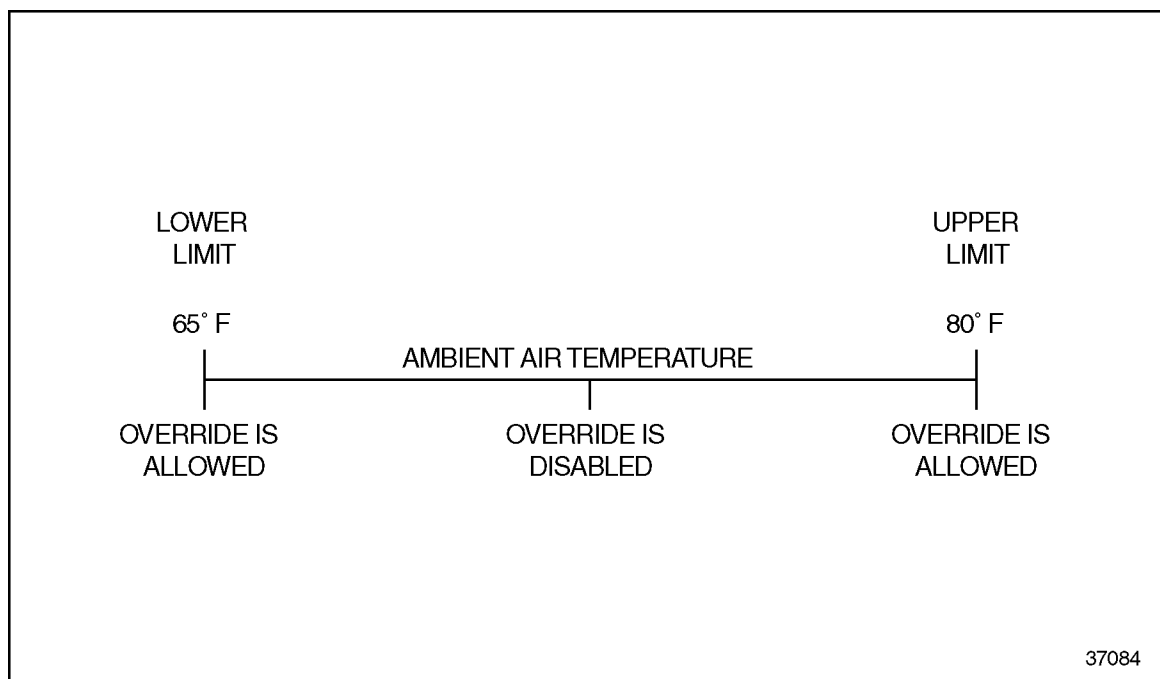 LOWER
LIMIT
UPPER
LIMIT
65° F
80° F
AMBIENT AIR TEMPERATURE
OVERRIDE IS
ALLOWED
OVERRIDE IS
DISABLED
OVERRIDE IS
ALLOWED
37084